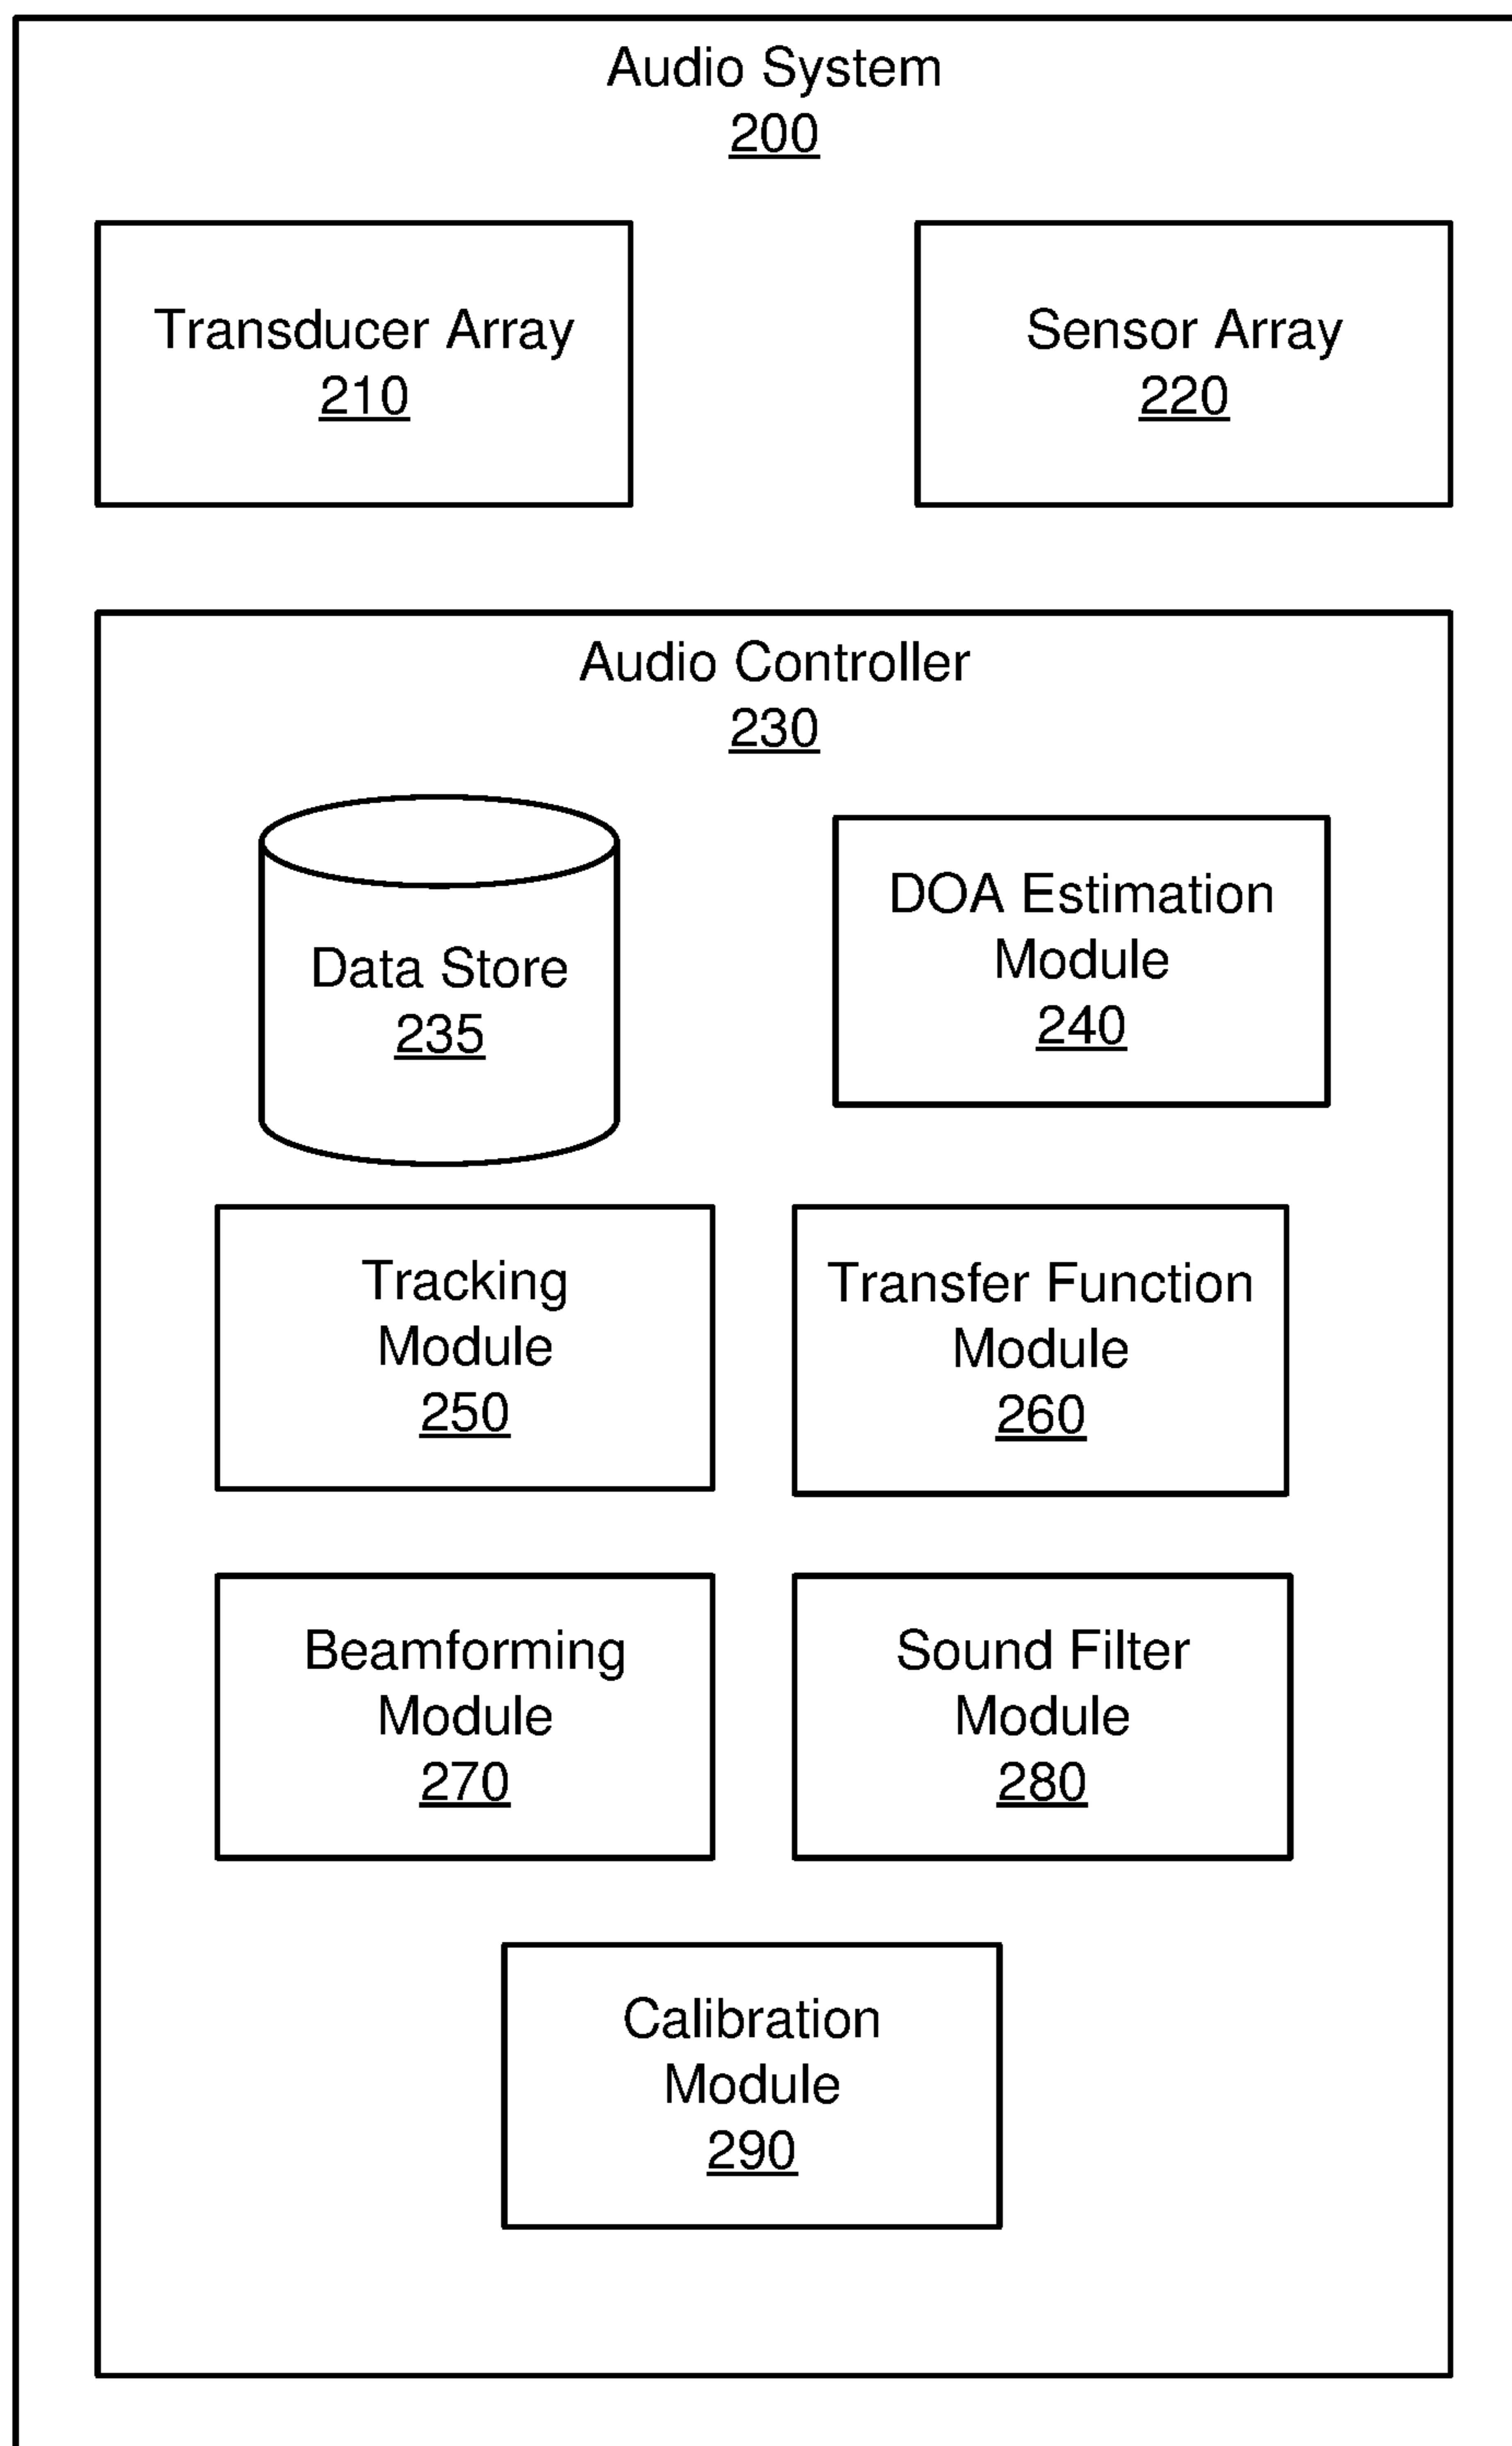 Audio System
200
Transducer Array
210
Sensor Array
220
Audio Controller
230
Data Store
235
DOA Estimation
Module
240
Tracking
Module
250
Transfer Function
Module
260
Beamforming
Module
270
Sound Filter
Module
280
Calibration
Module
290